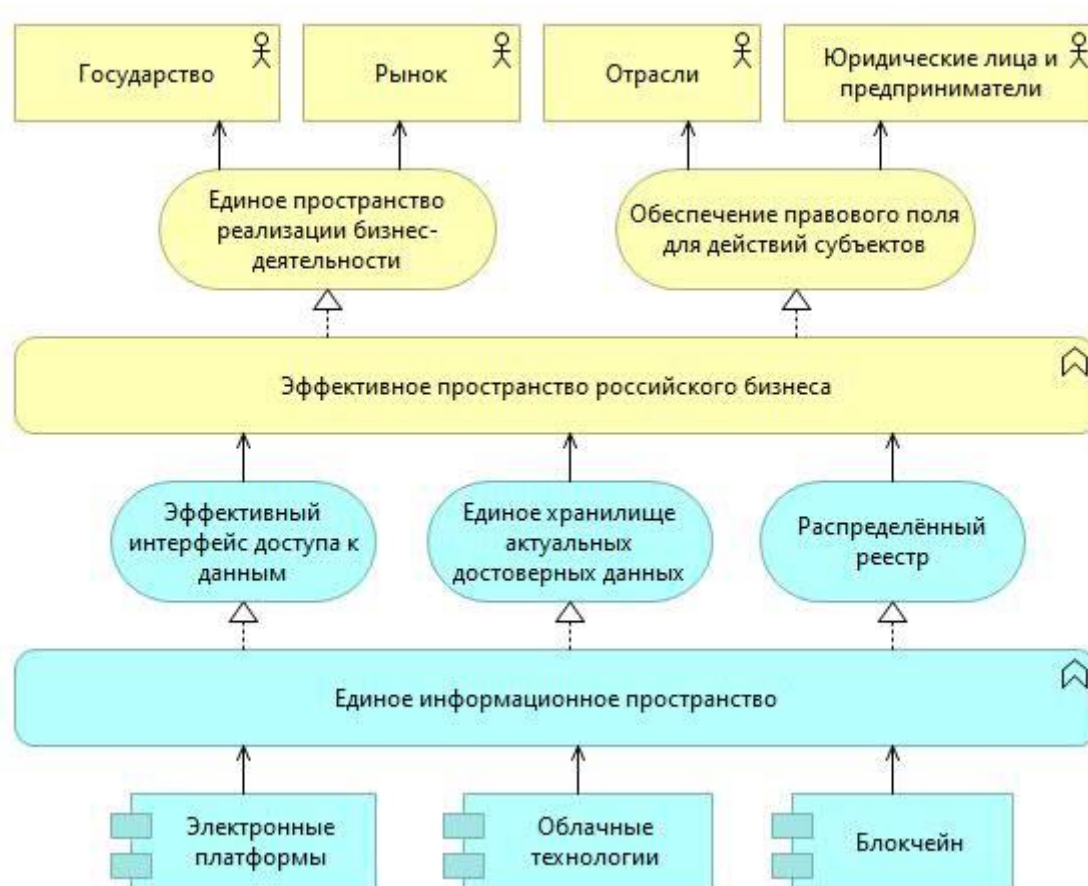 Государство
Рынок
Отрасли
Юридические лица и
предприниматели
Единое пространство
реализации бизнес-
деятельности
Обеспечение правового поля
для действий субъектов
Эффективное пространство российского бизнеса
Эффективный
интерфейс доступа к
данным
Единое хранилище
актуальных
достоверных данных
Распределённый
реестр
Единое информационное пространство
Электронные
платформы
Облачные
технологии
Блокчейн